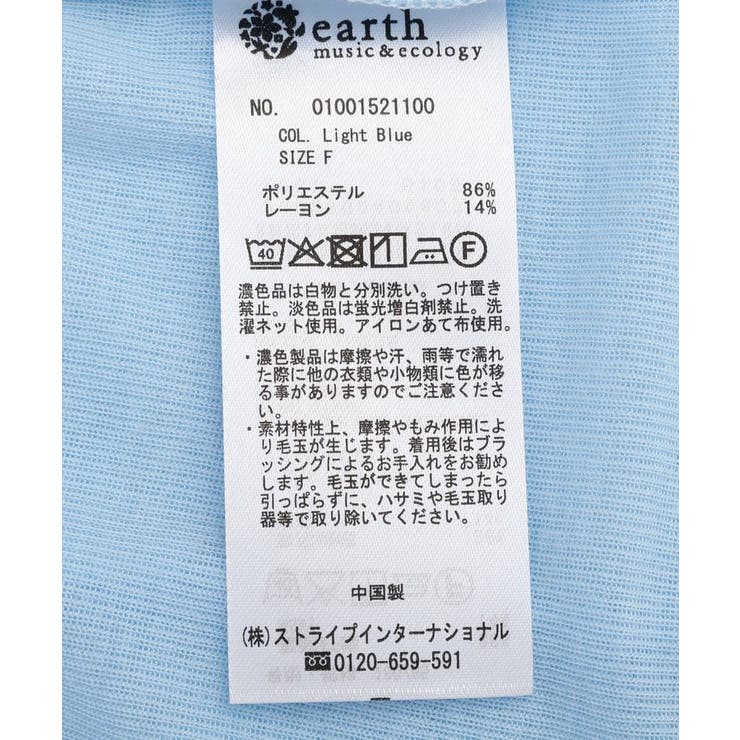 earth
music & ecology
NO. 01001521100
COL. Light Blue
SIZE F
ポリエステル 86%
レーヨン 14%
40 F
濃色品は白物と分別洗い。つけ置き
禁止。淡色品は蛍光増白剤禁止。洗
濯ネット使用。アイロンあて布使用。
・濃色製品は摩擦や汗、雨等で濡れ
た際に他の衣類や小物類に色が移
る事がありますのでご注意くださ
い。
・素材特性上、摩擦やもみ作用によ
り毛玉が生じます。着用後はブラ
ッシングによるお手入れをお勧め
します。毛玉ができてしまったら
引っぱらずに、ハサミや毛玉取り
器等で取り除いてください。
中国製
(株)ストライプインターナショナル
0120-659-591